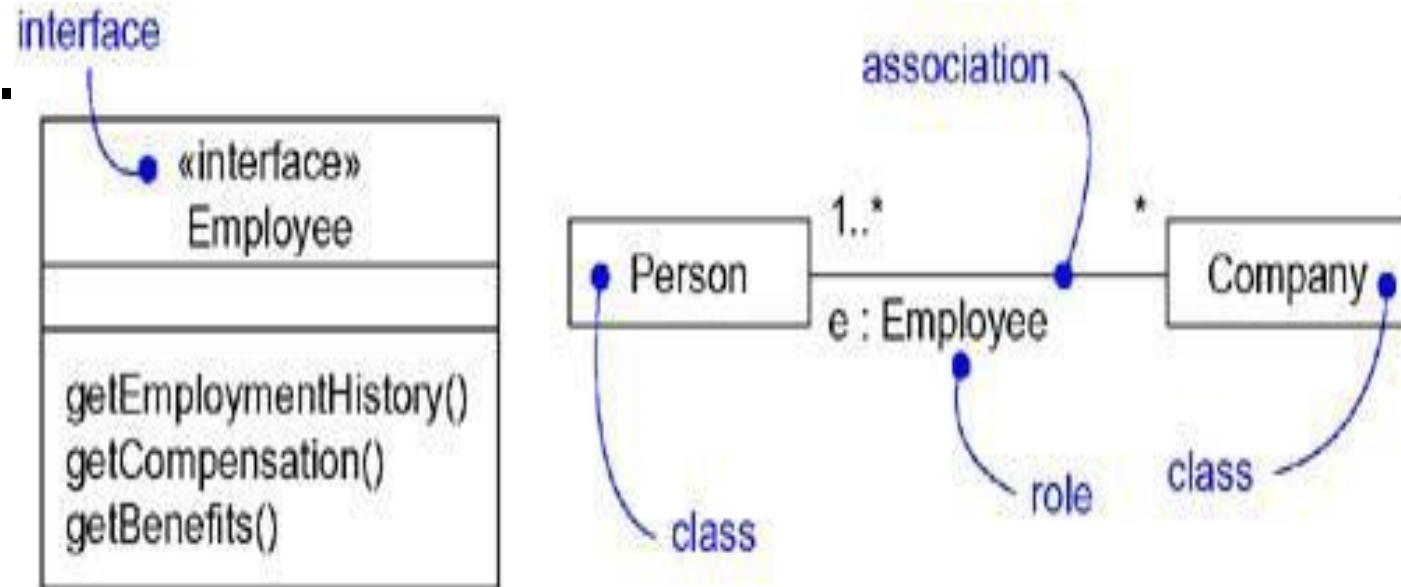 interface
«interface»
Employee
getEmploymentHistory()
getCompensation()
getBenefits()
association
1..*
*
Person
Company
e : Employee
role
class
class